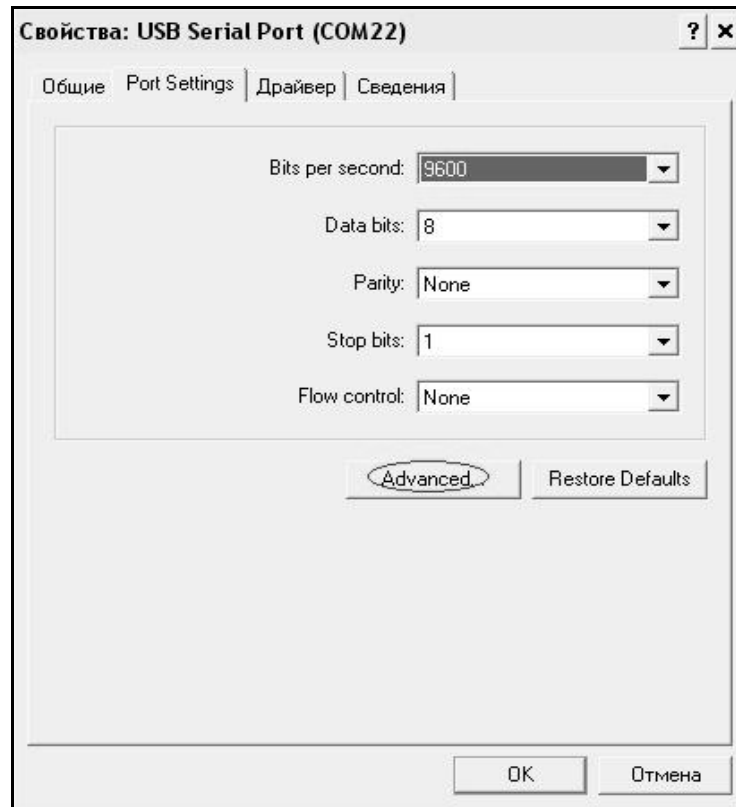 Свойства: USB Serial Port (COM22)
Общие Port Settings Драйвер Сведения
Bits per second: 9600
Data bits: 8
Parity: None
Stop bits: 1
Flow control: None
Advanced. Restore Defaults
OK Отмена